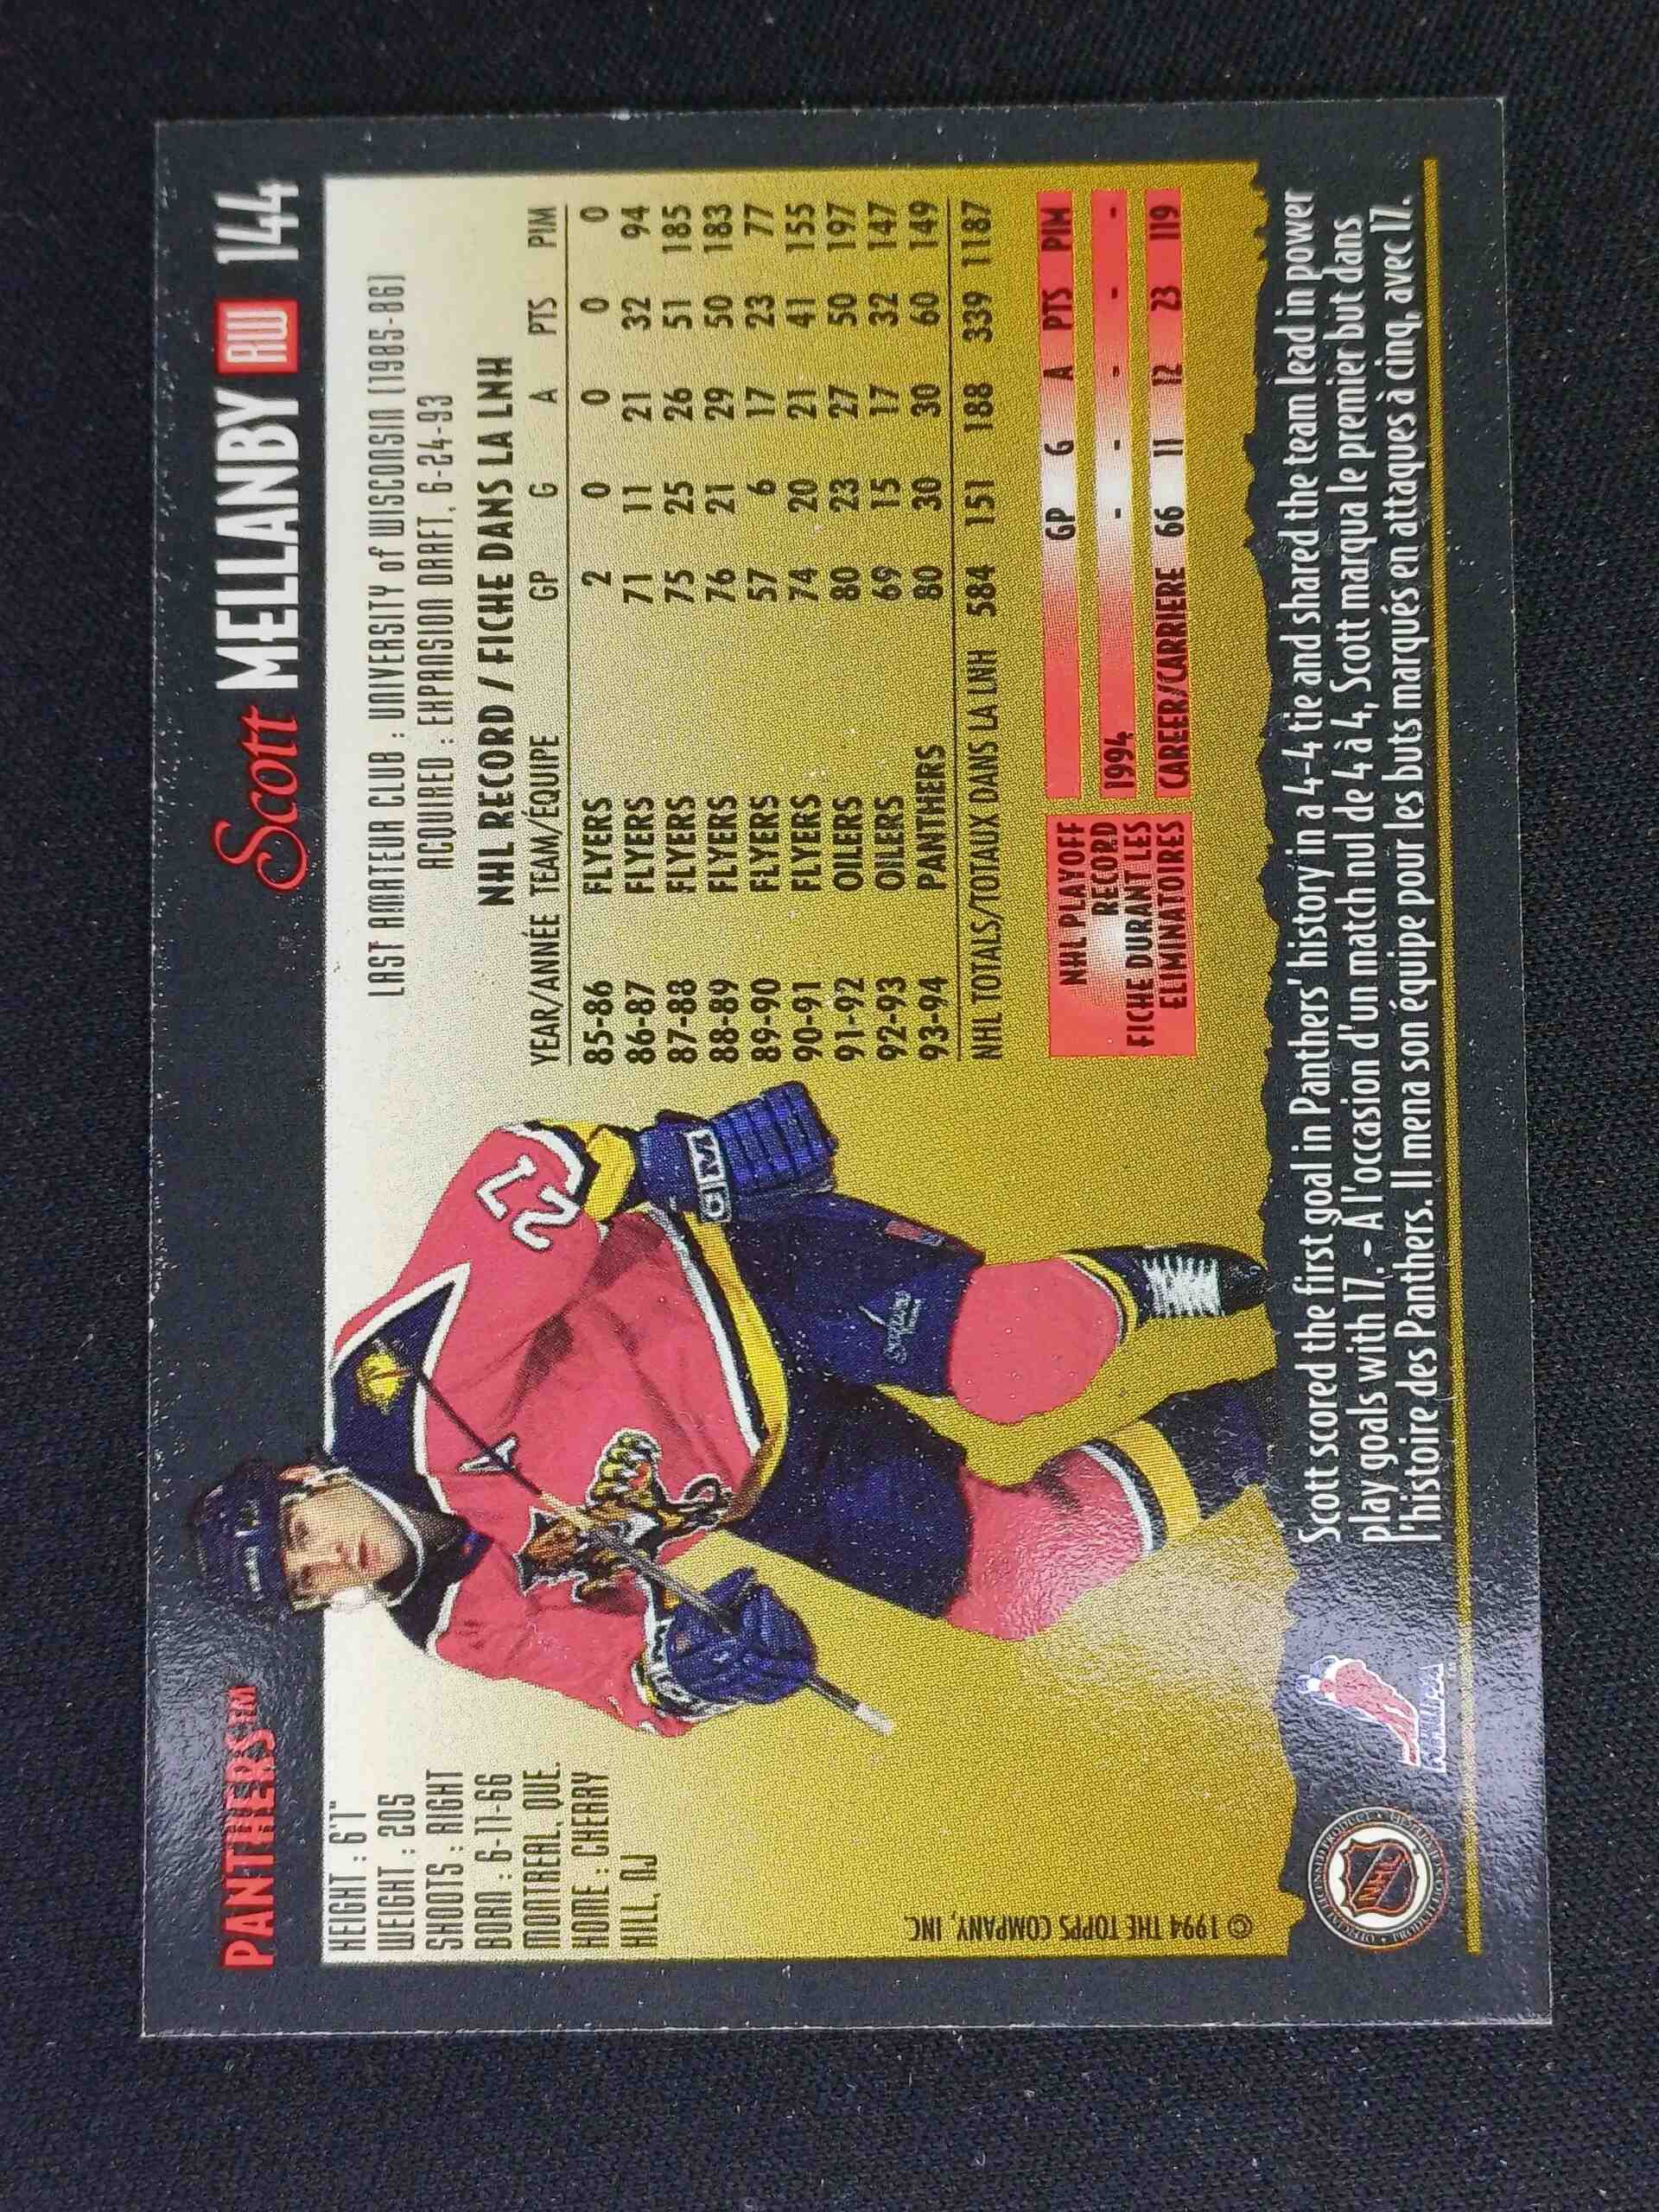 PANTHERS™
Scott MELLANBY RW 144
HEIGHT : 6'1"
WEIGHT : 205
SHOOTS : RIGHT
BORN : 6-11-66
MONTREAL, QUE.
HOME : CHERRY
HILL, NJ
© 1994 THE TOPPS COMPANY, INC.
27
A
CCM
LAST AMATEUR CLUB : UNIVERSITY of WISCONSIN (1985-86)
ACQUIRED : EXPANSION DRAFT, 6-24-93
NHL RECORD / FICHE DANS LA LNH
YEAR/ANNÉE TEAM/ÉQUIPE GP G A PTS PIM
85-86 FLYERS 2 0 0 0 0
86-87 FLYERS 71 11 21 32 94
87-88 FLYERS 75 25 26 51 185
88-89 FLYERS 76 21 29 50 183
89-90 FLYERS 57 6 17 23 77
90-91 FLYERS 74 20 21 41 155
91-92 OILERS 80 23 27 50 197
92-93 OILERS 69 15 17 32 147
93-94 PANTHERS 80 30 30 60 149
NHL TOTALS/TOTAUX DANS LA LNH 584 151 188 339 1187
NHL PLAYOFF
RECORD
FICHE DURANT LES
ELIMINATOIRES
GP G A PTS PIM
1994 - - - - -
CAREER/CARRIERE 66 11 12 23 119
Scott scored the first goal in Panthers' history in a 4-4 tie and shared the team lead in power
play goals with 17. - À l'occasion d'un match nul de 4 à 4, Scott marqua le premier but dans
l'histoire des Panthers. Il mena son équipe pour les buts marqués en attaques à cinq, avec 17.
NHL